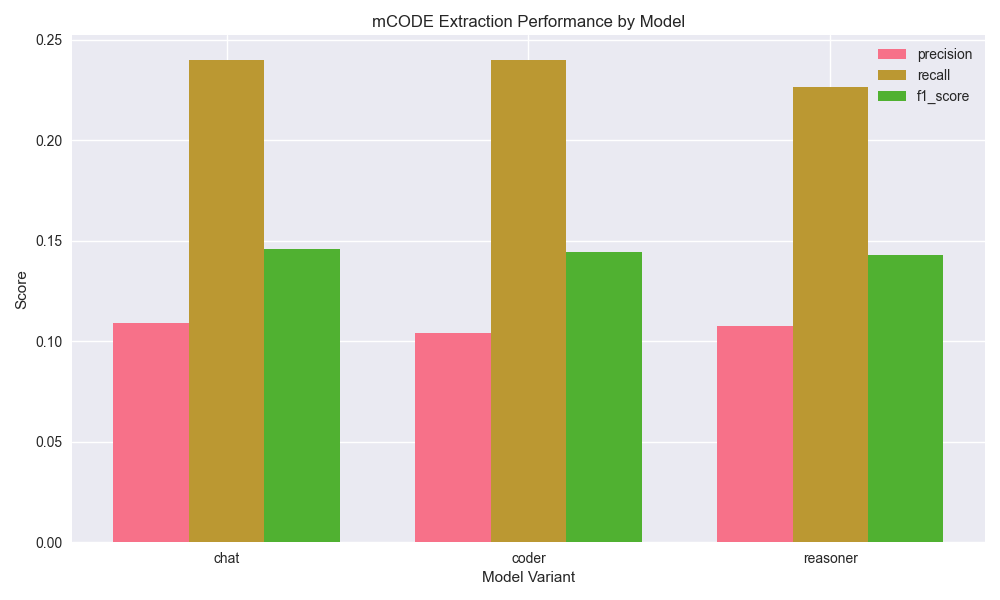 mCODE Extraction Performance by Model
precision
recall
f1_score
0.25
0.20
0.15
0.10
0.05
0.00
Score
chat
coder
reasoner
Model Variant